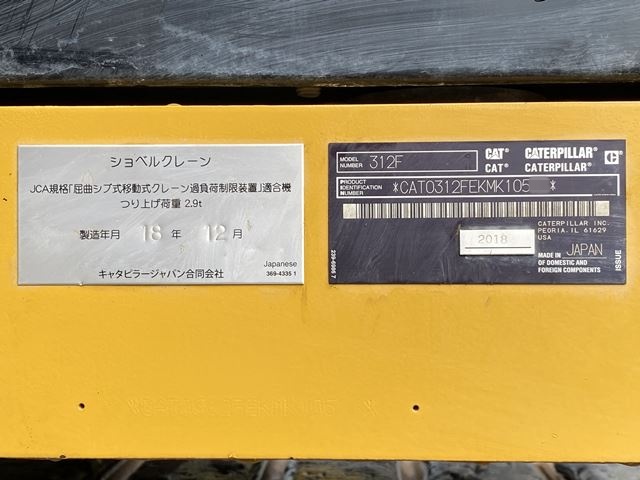 ショベルクレーン
JCA規格「屈曲ジブ式移動式クレーン過負荷制限装置」適合機
つり上げ荷重 2.9t
製造年月 18 年 12 月
キャタピラージャパン合同会社
Japanese
369-4335 1
MODEL NUMBER 312F
CAT CATERPILLAR
CAT® CATERPILLAR®
PRODUCT IDENTIFICATION NUMBER *CAT0312FEKMK105 *
CATERPILLAR INC.
PEORIA, IL 61629
USA
2018
MADE IN JAPAN
OF DOMESTIC AND
FOREIGN COMPONENTS
239-6986 7
ISSUE
*CAT0312FEKMK105 *